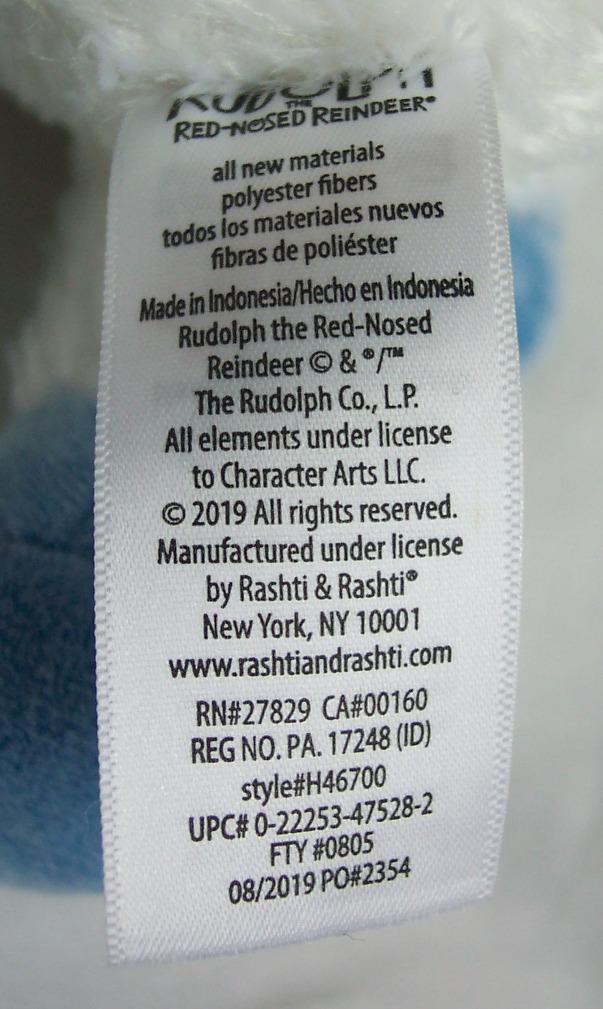 RUDOLPH
THE
RED-NOSED REINDEER®
all new materials
polyester fibers
todos los materiales nuevos
fibras de poliéster
Made in Indonesia/Hecho en Indonesia
Rudolph the Red-Nosed
Reindeer © & ®/™
The Rudolph Co., L.P.
All elements under license
to Character Arts LLC.
© 2019 All rights reserved.
Manufactured under license
by Rashti & Rashti®
New York, NY 10001
www.rashtiandrashti.com
RN#27829 CA#00160
REG NO. PA. 17248 (ID)
style#H46700
UPC# 0-22253-47528-2
FTY #0805
08/2019 PO#2354